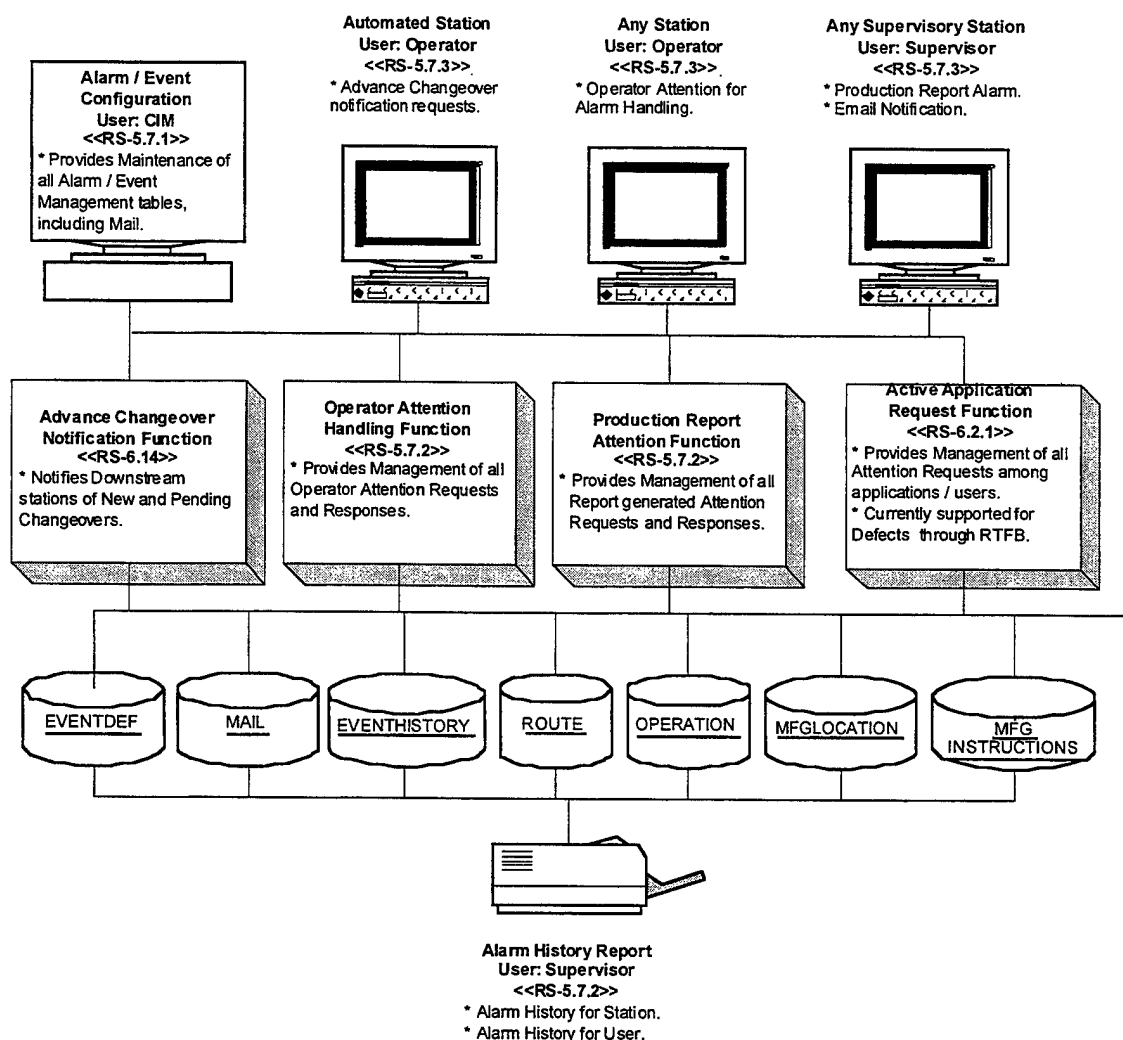 Alarm / Event
Configuration
User: CIM
<<RS-5.7.1>>
* Provides Maintenance of
all Alarm / Event
Management tables,
including Mail.
Automated Station
User: Operator
<<RS-5.7.3>>
* Advance Changeover
notification requests.
Any Station
User: Operator
<<RS-5.7.3>>
* Operator Attention for
Alarm Handling.
Any Supervisory Station
User: Supervisor
<<RS-5.7.3>>
* Production Report Alarm.
* Email Notification.
Advance Changeover
Notification Function
<<RS-6.14>>
* Notifies Downstream
stations of New and Pending
Changeovers.
Operator Attention
Handling Function
<<RS-5.7.2>>
* Provides Management of all
Operator Attention Requests
and Responses.
Production Report
Attention Function
<<RS-5.7.2>>
* Provides Management of all
Report generated Attention
Requests and Responses.
Active Application
Request Function
<<RS-6.2.1>>
* Provides Management of all
Attention Requests among
applications / users.
* Currently supported for
Defects through RTFB.
EVENTDEF
MAIL
EVENTHISTORY
ROUTE
OPERATION
MFGLOCATION
MFG
INSTRUCTIONS
Alarm History Report
User: Supervisor
<<RS-5.7.2>>
* Alarm History for Station.
* Alarm History for User.